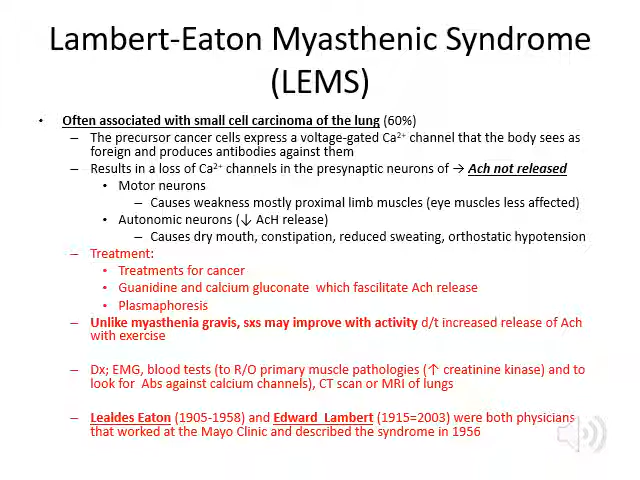 Lambert-Eaton Myasthenic Syndrome
(LEMS)
• Often associated with small cell carcinoma of the lung (60%)
– The precursor cancer cells express a voltage-gated Ca²⁺ channel that the body sees as
foreign and produces antibodies against them
– Results in a loss of Ca²⁺ channels in the presynaptic neurons of → Ach not released
• Motor neurons
– Causes weakness mostly proximal limb muscles (eye muscles less affected)
• Autonomic neurons (↓ AcH release)
– Causes dry mouth, constipation, reduced sweating, orthostatic hypotension
– Treatment:
• Treatments for cancer
• Guanidine and calcium gluconate which fascilitate Ach release
• Plasmaphoresis
– Unlike myasthenia gravis, sxs may improve with activity d/t increased release of Ach
with exercise
– Dx; EMG, blood tests (to R/O primary muscle pathologies (↑ creatinine kinase) and to
look for Abs against calcium channels), CT scan or MRI of lungs
– Lealdes Eaton (1905-1958) and Edward Lambert (1915=2003) were both physicians
that worked at the Mayo Clinic and described the syndrome in 1956